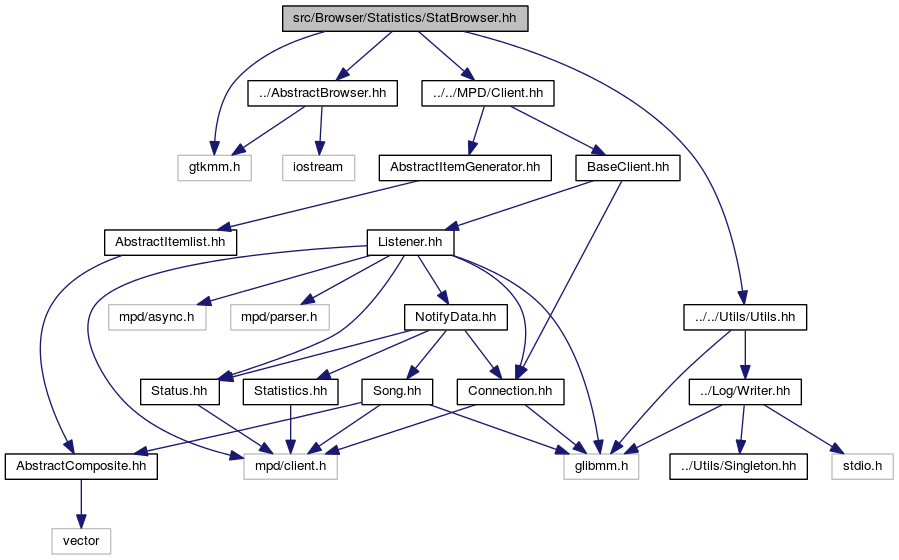 src/Browser/Statistics/StatBrowser.hh
../AbstractBrowser.hh
../../MPD/Client.hh
gtkmm.h
iostream
AbstractItemGenerator.hh
BaseClient.hh
AbstractItemlist.hh
Listener.hh
mpd/async.h
mpd/parser.h
NotifyData.hh
../../Utils/Utils.hh
Status.hh
Statistics.hh
Song.hh
Connection.hh
../Log/Writer.hh
AbstractComposite.hh
mpd/client.h
glibmm.h
../Utils/Singleton.hh
stdio.h
vector